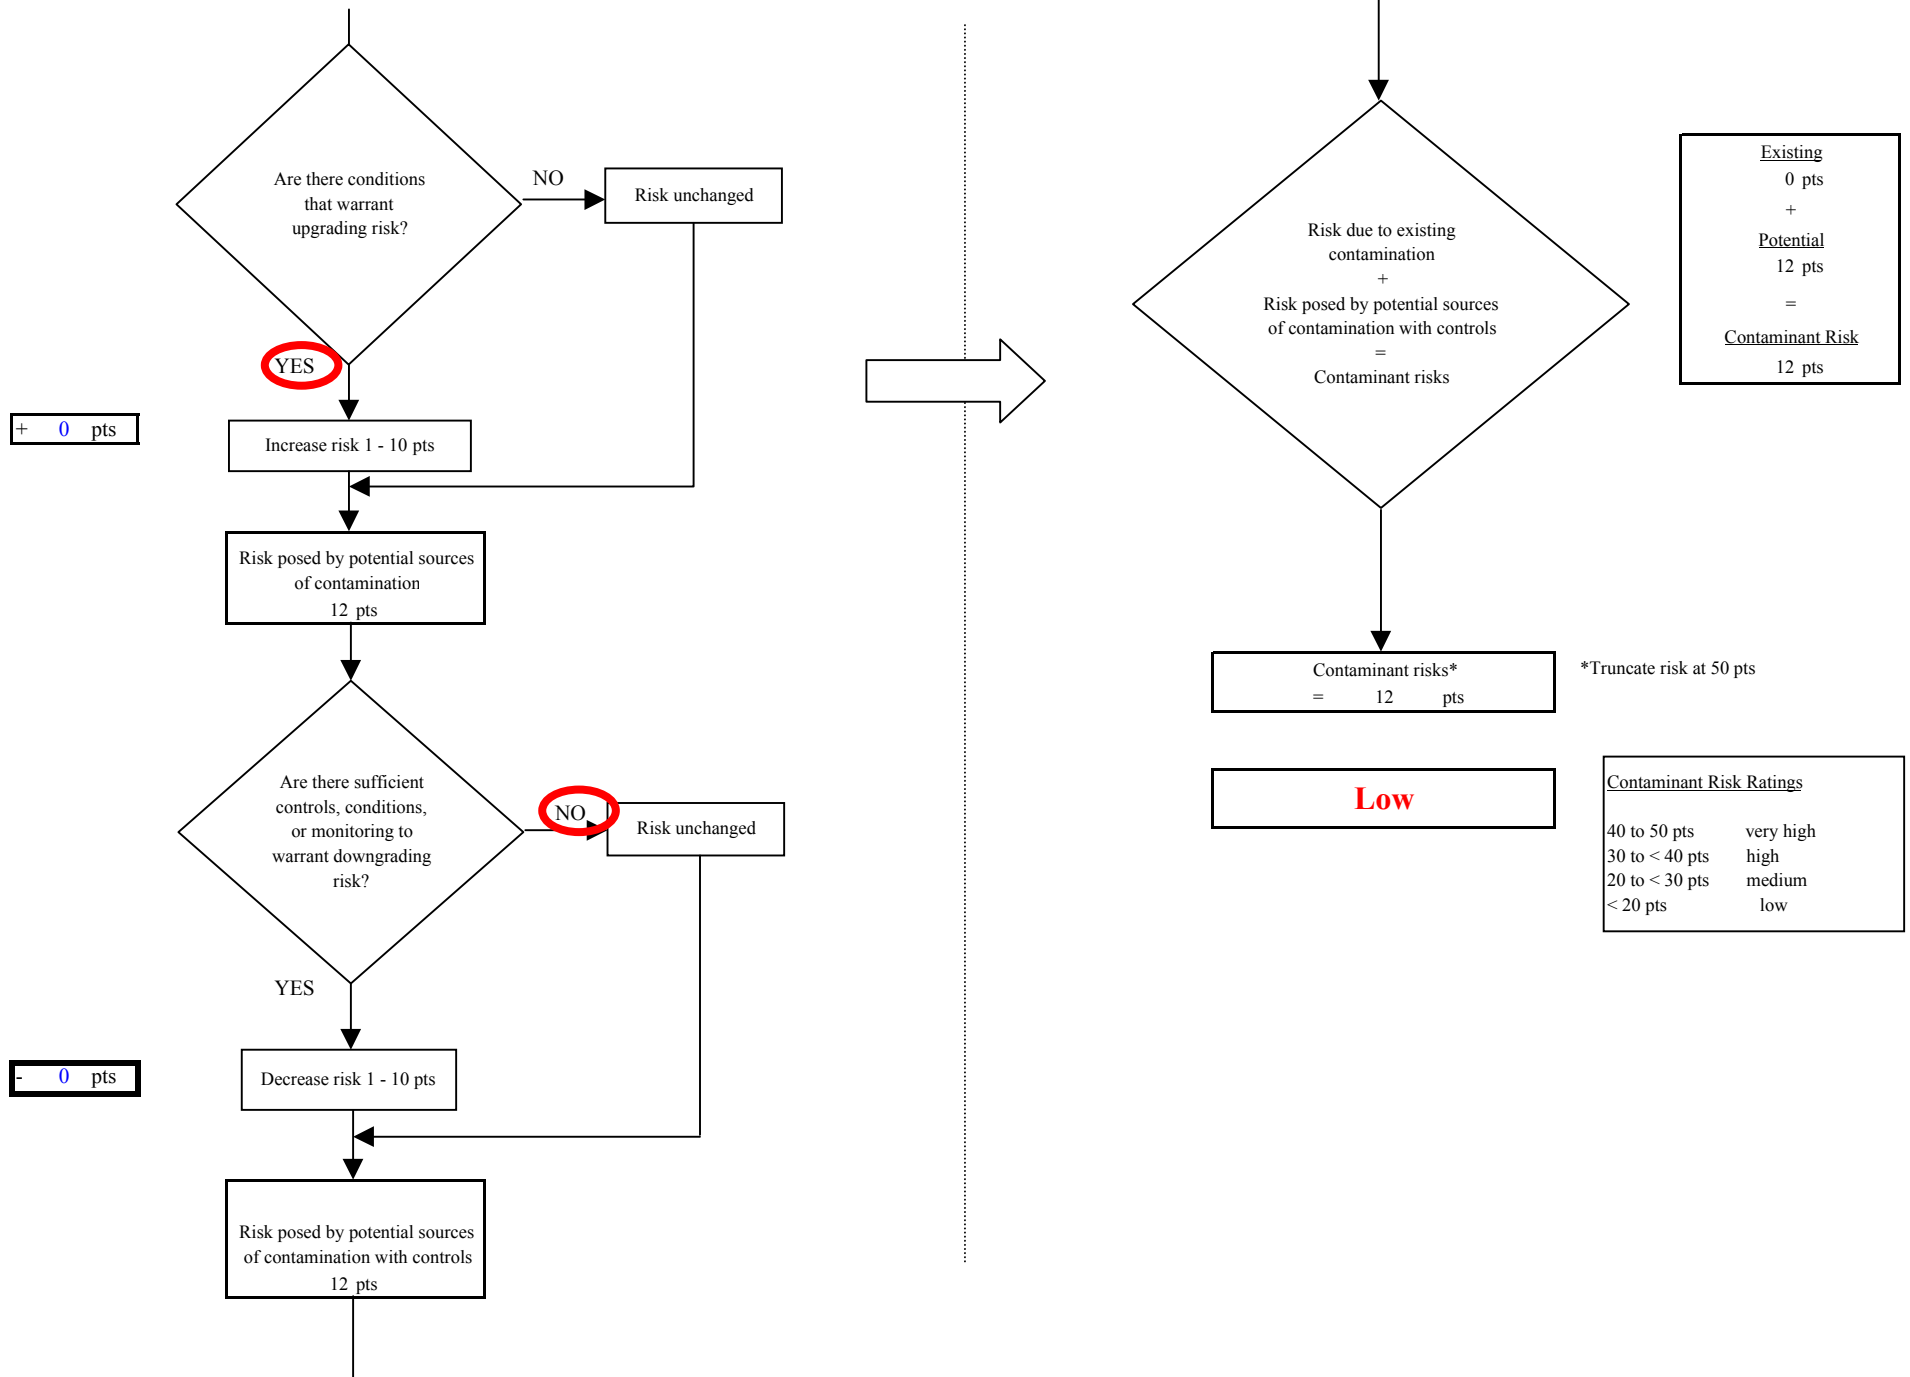 Are there conditions
that warrant
upgrading risk?
NO
Risk unchanged
YES
+ 0 pts
Increase risk 1 - 10 pts
Risk posed by potential sources
of contamination
12 pts
Are there sufficient
controls, conditions,
or monitoring to
warrant downgrading
risk?
NO
Risk unchanged
YES
- 0 pts
Decrease risk 1 - 10 pts
Risk posed by potential sources
of contamination with controls
12 pts
Risk due to existing
contamination
+
Risk posed by potential sources
of contamination with controls
=
Contaminant risks
Existing
0 pts
+
Potential
12 pts
=
Contaminant Risk
12 pts
Contaminant risks*
= 12 pts
*Truncate risk at 50 pts
Low
Contaminant Risk Ratings
40 to 50 pts very high
30 to < 40 pts high
20 to < 30 pts medium
< 20 pts low